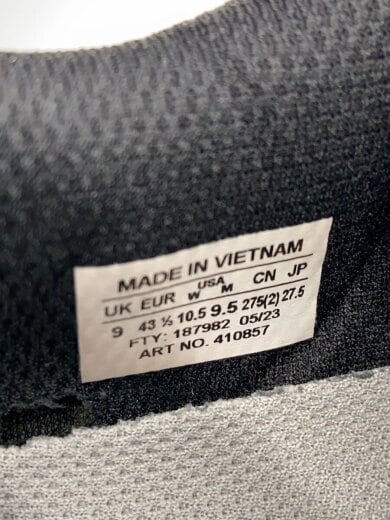 MADE IN VIETNAM
UK EUR USA CN JP
W M
9 43 ½ 10.5 9.5 275(2) 27.5
FTY: 187982 05/23
ART NO. 410857